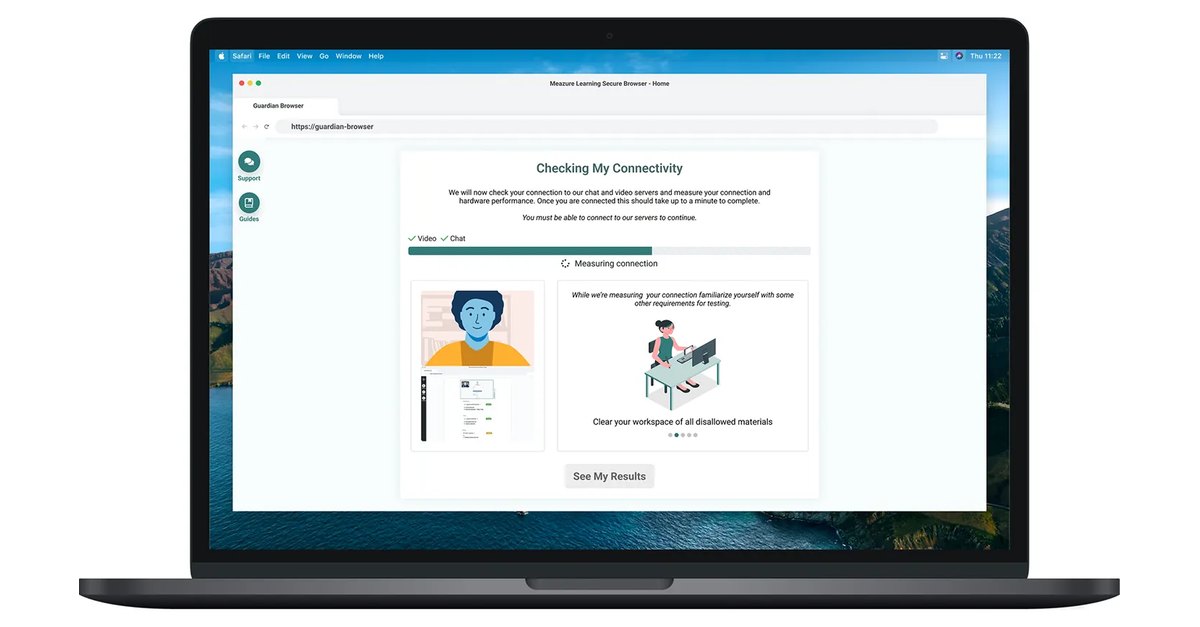 Safari File Edit View Go Window Help Thu 11:22
Meazure Learning Secure Browser - Home
Guardian Browser
https://guardian-browser
Support
Guides
Checking My Connectivity
We will now check your connection to our chat and video servers and measure your connection and
hardware performance. Once you are connected this should take up to a minute to complete.
You must be able to connect to our servers to continue.
Video Chat
Measuring connection
While we're measuring your connection familiarize yourself with some
other requirements for testing.
Clear your workspace of all disallowed materials
See My Results